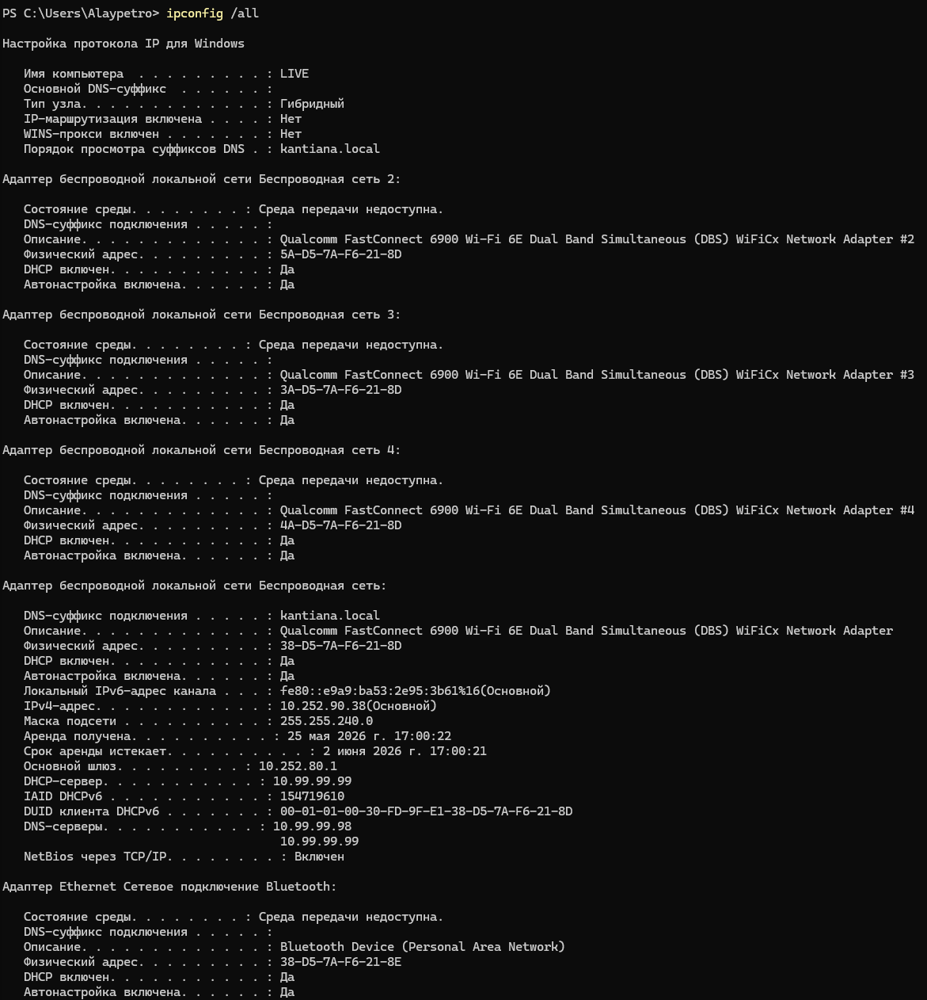 PS C:\Users\Alaypetro> ipconfig /all
Настройка протокола IP для Windows
Имя компьютера  . . . . . . . . . : LIVE
Основной DNS-суффикс  . . . . . . :
Тип узла. . . . . . . . . . . . . : Гибридный
IP-маршрутизация включена . . . . : Нет
WINS-прокси включен . . . . . . . : Нет
Порядок просмотра суффиксов DNS . : kantiana.local
Адаптер беспроводной локальной сети Беспроводная сеть 2:
Состояние среды. . . . . . . . : Среда передачи недоступна.
DNS-суффикс подключения . . . . . :
Описание. . . . . . . . . . . . . : Qualcomm FastConnect 6900 Wi-Fi 6E Dual Band Simultaneous (DBS) WiFiCx Network Adapter #2
Физический адрес. . . . . . . . . : 5A-D5-7A-F6-21-8D
DHCP включен. . . . . . . . . . . : Да
Автонастройка включена. . . . . . : Да
Адаптер беспроводной локальной сети Беспроводная сеть 3:
Состояние среды. . . . . . . . : Среда передачи недоступна.
DNS-суффикс подключения . . . . . :
Описание. . . . . . . . . . . . . : Qualcomm FastConnect 6900 Wi-Fi 6E Dual Band Simultaneous (DBS) WiFiCx Network Adapter #3
Физический адрес. . . . . . . . . : 3A-D5-7A-F6-21-8D
DHCP включен. . . . . . . . . . . : Да
Автонастройка включена. . . . . . : Да
Адаптер беспроводной локальной сети Беспроводная сеть 4:
Состояние среды. . . . . . . . : Среда передачи недоступна.
DNS-суффикс подключения . . . . . :
Описание. . . . . . . . . . . . . : Qualcomm FastConnect 6900 Wi-Fi 6E Dual Band Simultaneous (DBS) WiFiCx Network Adapter #4
Физический адрес. . . . . . . . . : 4A-D5-7A-F6-21-8D
DHCP включен. . . . . . . . . . . : Да
Автонастройка включена. . . . . . : Да
Адаптер беспроводной локальной сети Беспроводная сеть:
DNS-суффикс подключения . . . . . : kantiana.local
Описание. . . . . . . . . . . . . : Qualcomm FastConnect 6900 Wi-Fi 6E Dual Band Simultaneous (DBS) WiFiCx Network Adapter
Физический адрес. . . . . . . . . : 38-D5-7A-F6-21-8D
DHCP включен. . . . . . . . . . . : Да
Автонастройка включена. . . . . . : Да
Локальный IPv6-адрес канала . . . : fe80::e9a9:ba53:2e95:3b61%16(Основной)
IPv4-адрес. . . . . . . . . . . . : 10.252.90.38(Основной)
Маска подсети . . . . . . . . . . : 255.255.240.0
Аренда получена. . . . . . . . . . : 25 мая 2026 г. 17:00:22
Срок аренды истекает. . . . . . . . . . : 2 июня 2026 г. 17:00:21
Основной шлюз. . . . . . . . . : 10.252.80.1
DHCP-сервер. . . . . . . . . . . : 10.99.99.99
IAID DHCPv6 . . . . . . . . . . . : 154719610
DUID клиента DHCPv6 . . . . . . . : 00-01-01-00-30-FD-9F-E1-38-D5-7A-F6-21-8D
DNS-серверы. . . . . . . . . . . : 10.99.99.98
10.99.99.99
NetBios через TCP/IP. . . . . . . . : Включен
Адаптер Ethernet Сетевое подключение Bluetooth:
Состояние среды. . . . . . . . : Среда передачи недоступна.
DNS-суффикс подключения . . . . . :
Описание. . . . . . . . . . . . . : Bluetooth Device (Personal Area Network)
Физический адрес. . . . . . . . . : 38-D5-7A-F6-21-8E
DHCP включен. . . . . . . . . . . : Да
Автонастройка включена. . . . . . : Да